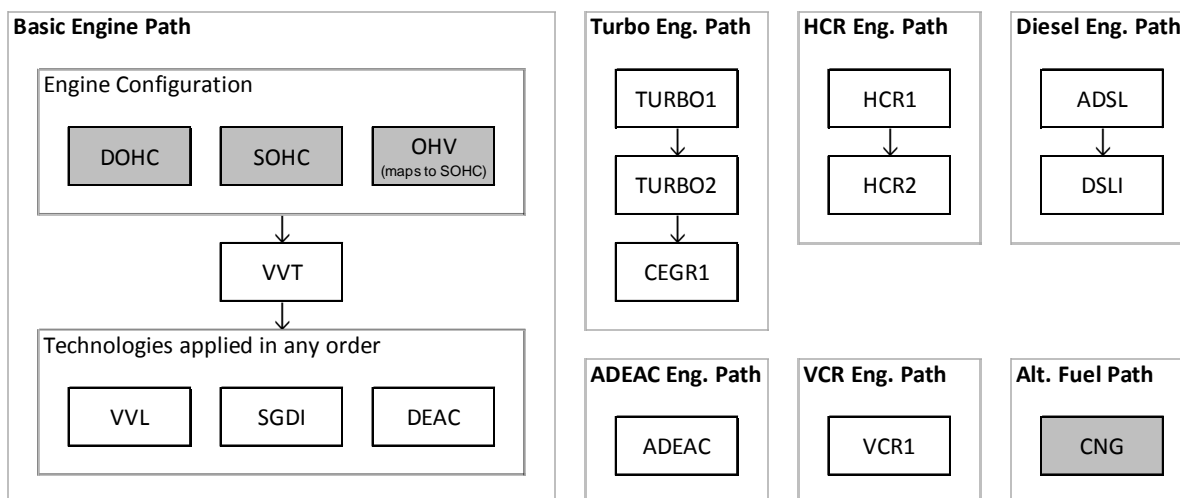 Basic Engine Path
Engine Configuration
DOHC
SOHC
OHV
(maps to SOHC)
VVT
Technologies applied in any order
VVL
SGDI
DEAC
Turbo Eng. Path
TURBO1
TURBO2
CEGR1
HCR Eng. Path
HCR1
HCR2
Diesel Eng. Path
ADSL
DSLI
ADEAC Eng. Path
ADEAC
VCR Eng. Path
VCR1
Alt. Fuel Path
CNG